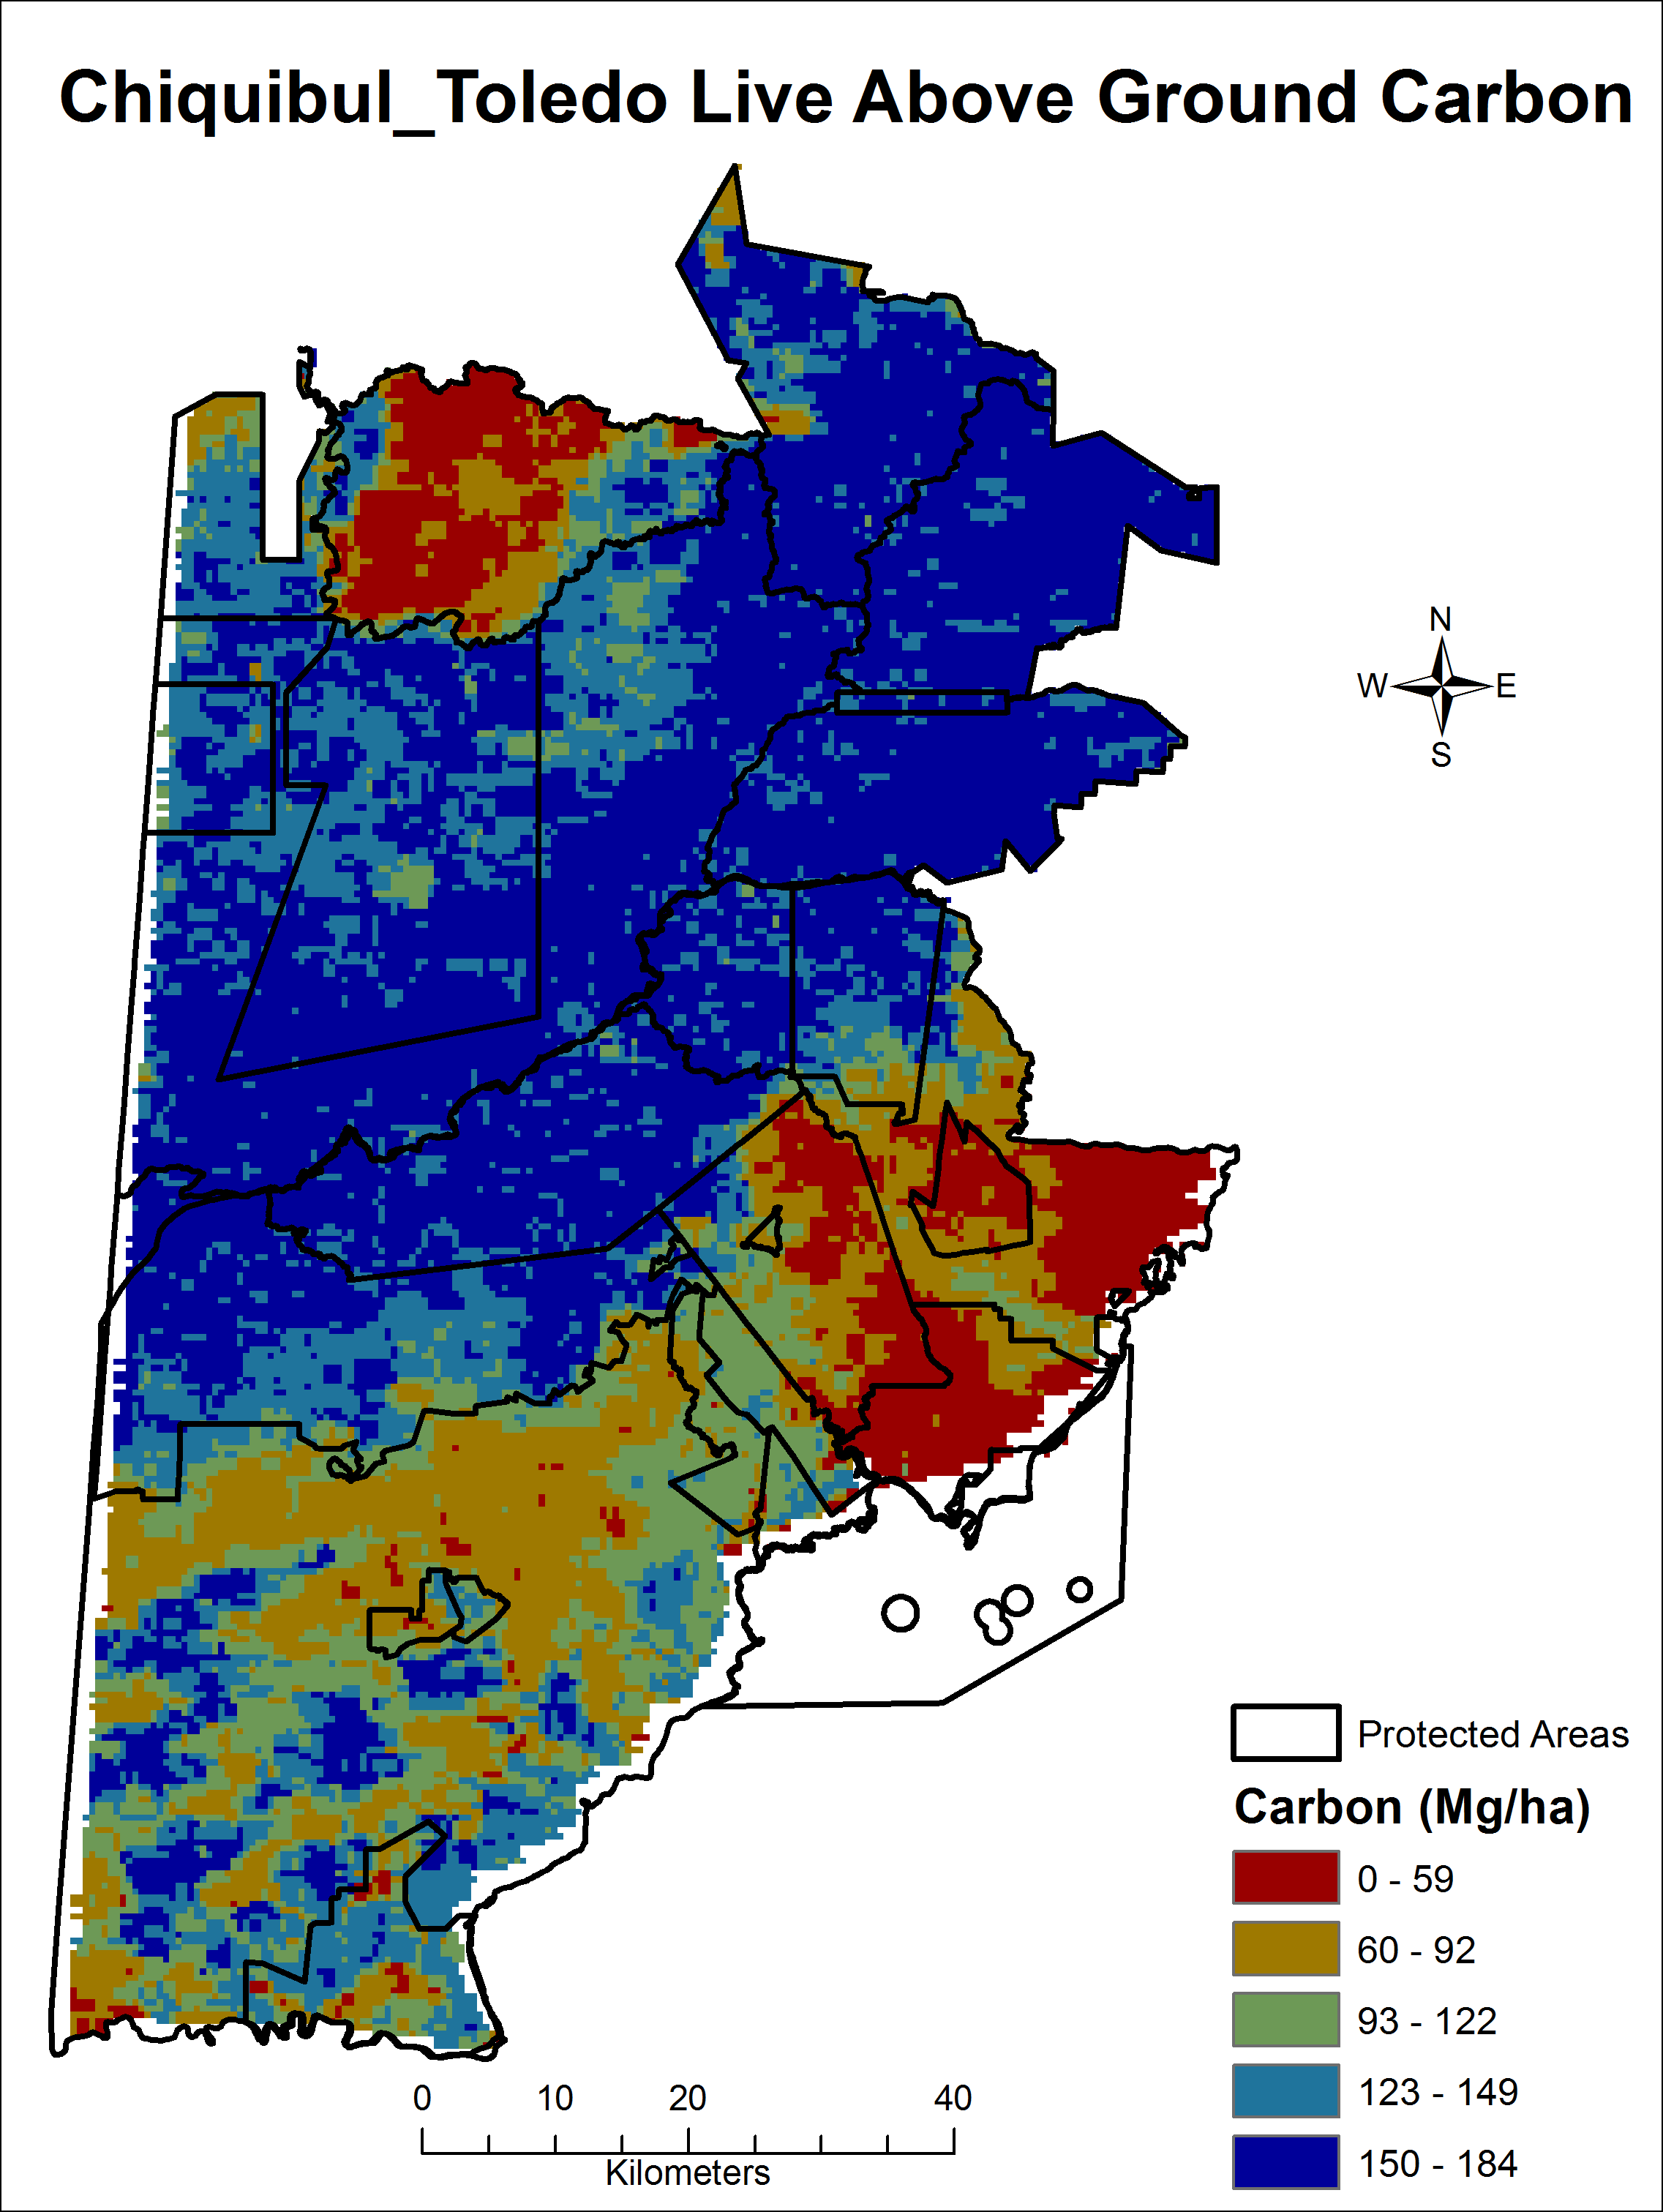 Chiquibul_Toledo Live Above Ground Carbon
N
W E
S
Protected Areas
Carbon (Mg/ha)
0 - 59
60 - 92
93 - 122
123 - 149
150 - 184
0 10 20 40
Kilometers